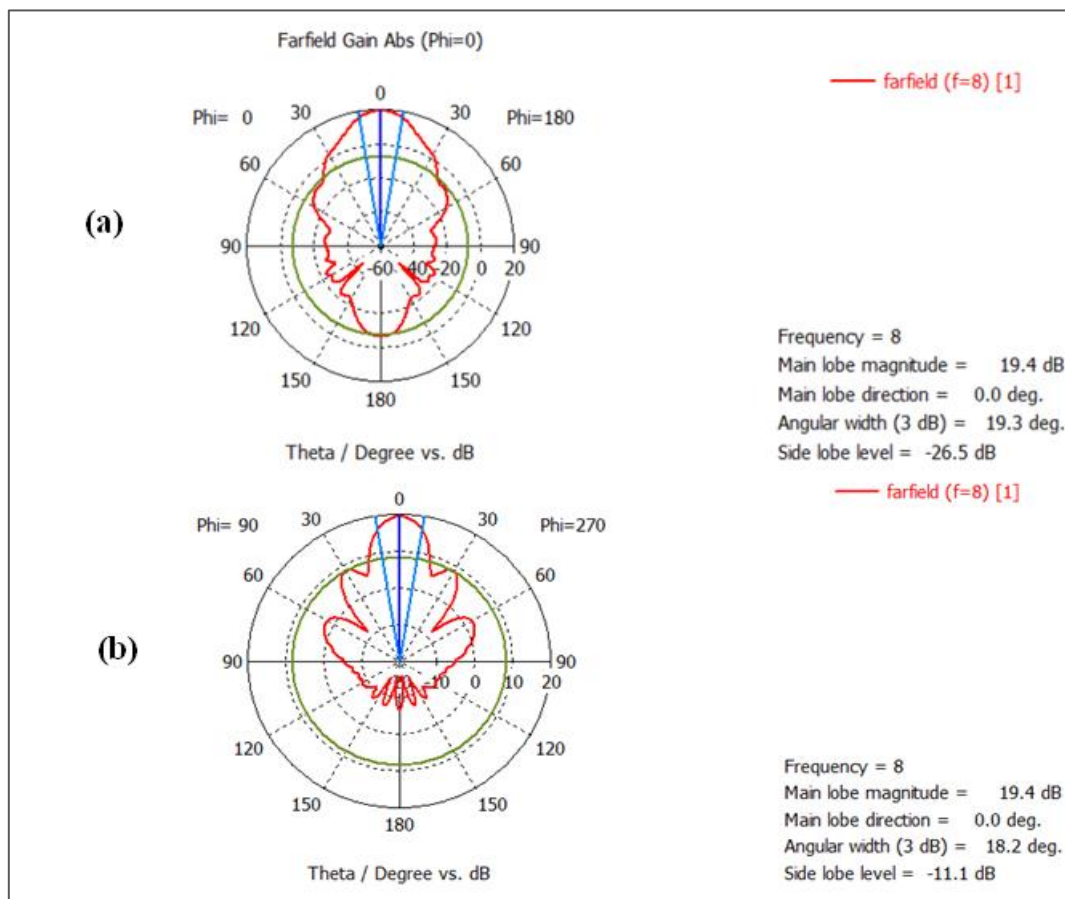 Farfield Gain Abs (Phi=0)
farfield (f=8) [1]
0
30 30
Phi= 0 Phi=180
60 60
(a)
90 90
-60 -40 -20 0 20
120 120
150 150
180
Theta / Degree vs. dB
Frequency = 8
Main lobe magnitude = 19.4 dB
Main lobe direction = 0.0 deg.
Angular width (3 dB) = 19.3 deg.
Side lobe level = -26.5 dB
farfield (f=8) [1]
0
30 30
Phi= 90 Phi=270
60 60
(b)
90 90
-10 0 10 20
120 120
150 150
180
Theta / Degree vs. dB
Frequency = 8
Main lobe magnitude = 19.4 dB
Main lobe direction = 0.0 deg.
Angular width (3 dB) = 18.2 deg.
Side lobe level = -11.1 dB